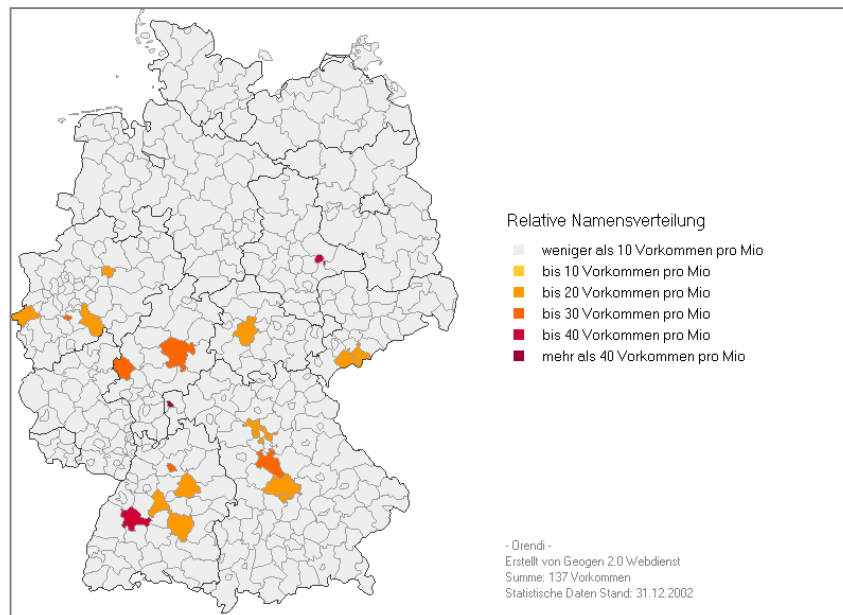 Relative Namensverteilung
weniger als 10 Vorkommen pro Mio
bis 10 Vorkommen pro Mio
bis 20 Vorkommen pro Mio
bis 30 Vorkommen pro Mio
bis 40 Vorkommen pro Mio
mehr als 40 Vorkommen pro Mio
- Orendi -
Erstellt von Geogen 2.0 Webdienst
Summe: 137 Vorkommen
Statistische Daten Stand: 31.12.2002